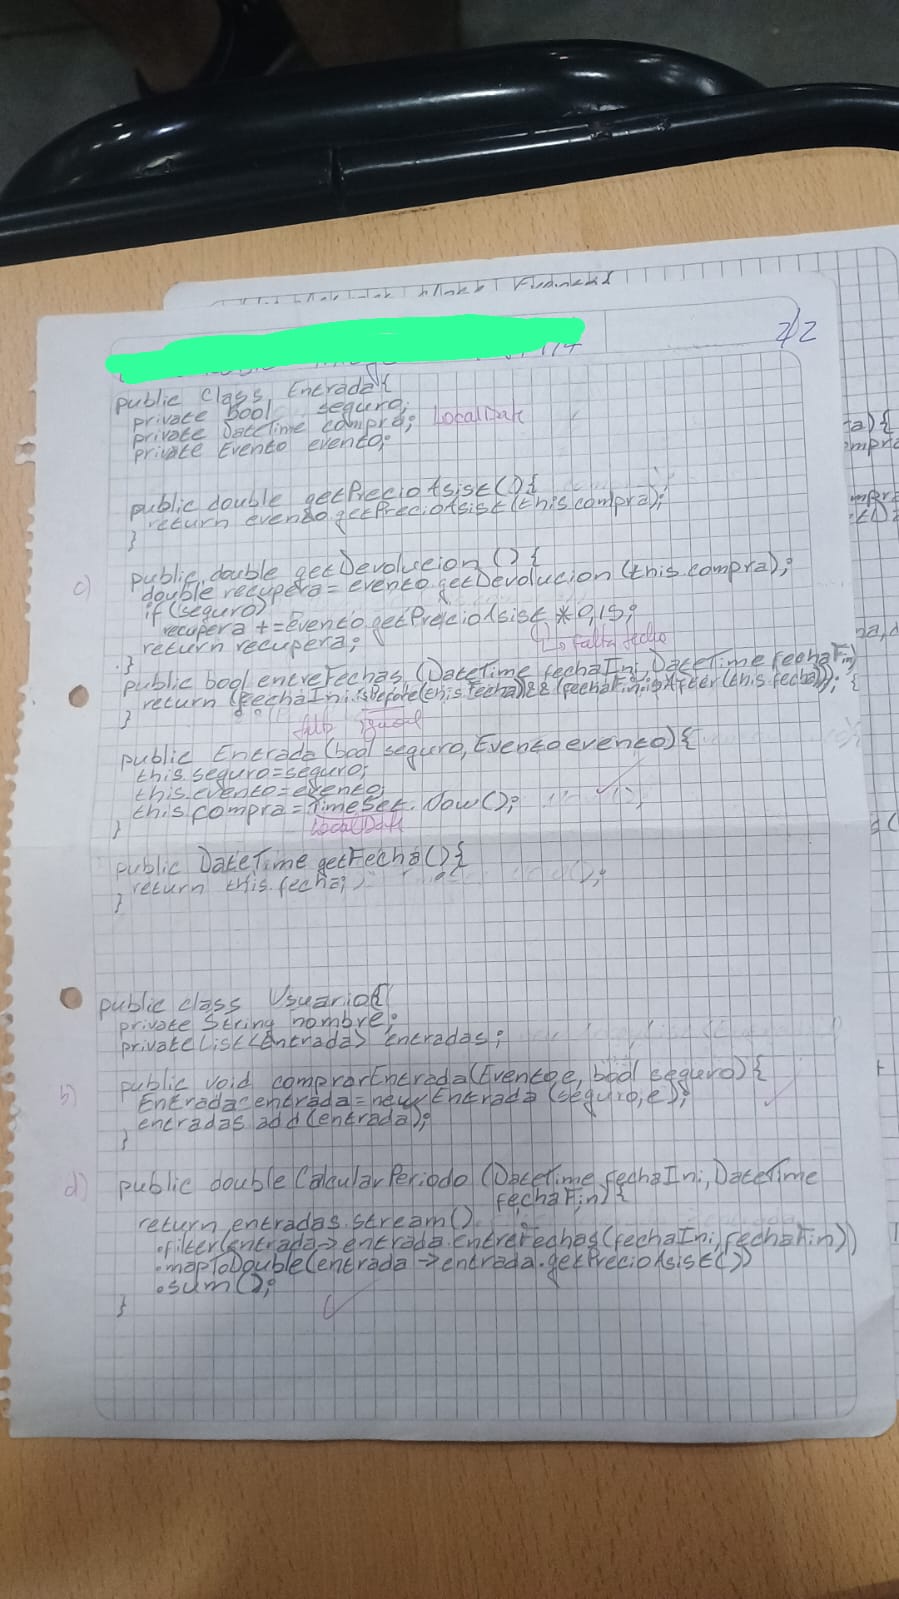 2/2
public Class Entrada{
private bool seguro;
private DateTime compra; LocalDate
private Evento evento;
public double getPrecioAsist(){
return evento.getPrecioAsist(this.compra);
}
c) public double getDevolucion(){
double recupera = evento.getDevolucion(this.compra);
if(seguro)
recupera += evento.getPrecioAsist * 0,15;
↳ falta fecha
return recupera;
}
public bool entreFechas (DateTime fechaIni, DateTime fechaFin) {
return (fechaIni.isBefore(this.fecha) && (fechaFin.isAfter(this.fecha));
falta igual
}
public Entrada (bool seguro, Evento evento) {
this.seguro=seguro;
this.evento=evento;
this.compra=TimeSet.Now();
LocalDate
}
public DateTime getFecha(){
return this.fecha;
}
public class Usuario{
private String nombre;
private List<Entrada> entradas;
b) public void comprarEntrada(Evento e, bool seguro) {
Entrada entrada = new Entrada (seguro,e);
entradas.add(entrada);
}
d) public double CalcularPeriodo (DateTime fechaIni, DateTime
fechaFin) {
return entradas.stream()
.filter(entrada->entrada.entreFechas(fechaIni,fechaFin))
.mapToDouble(entrada->entrada.getPrecioAsist())
.sum();
}